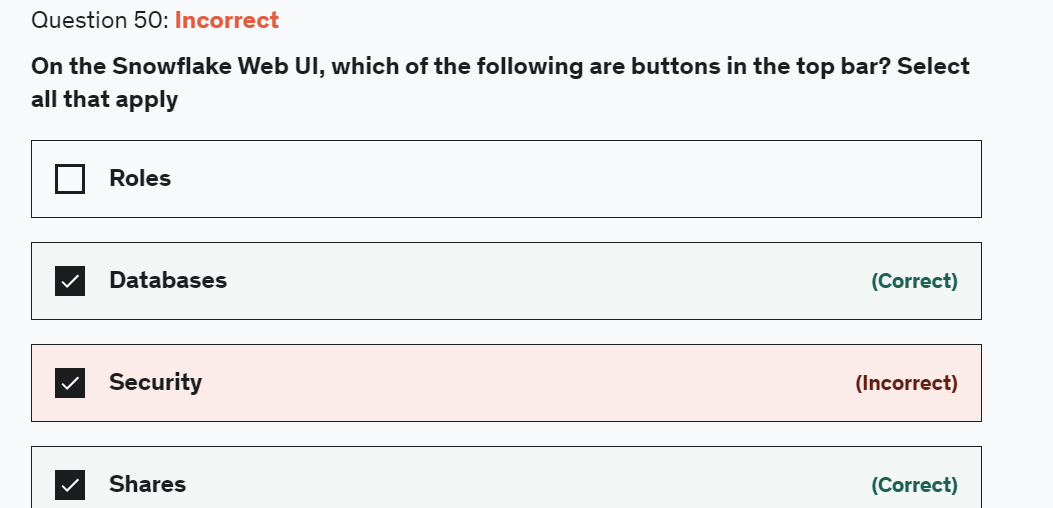 Question 50: Incorrect
On the Snowflake Web UI, which of the following are buttons in the top bar? Select
all that apply
Roles
Databases (Correct)
Security (Incorrect)
Shares (Correct)